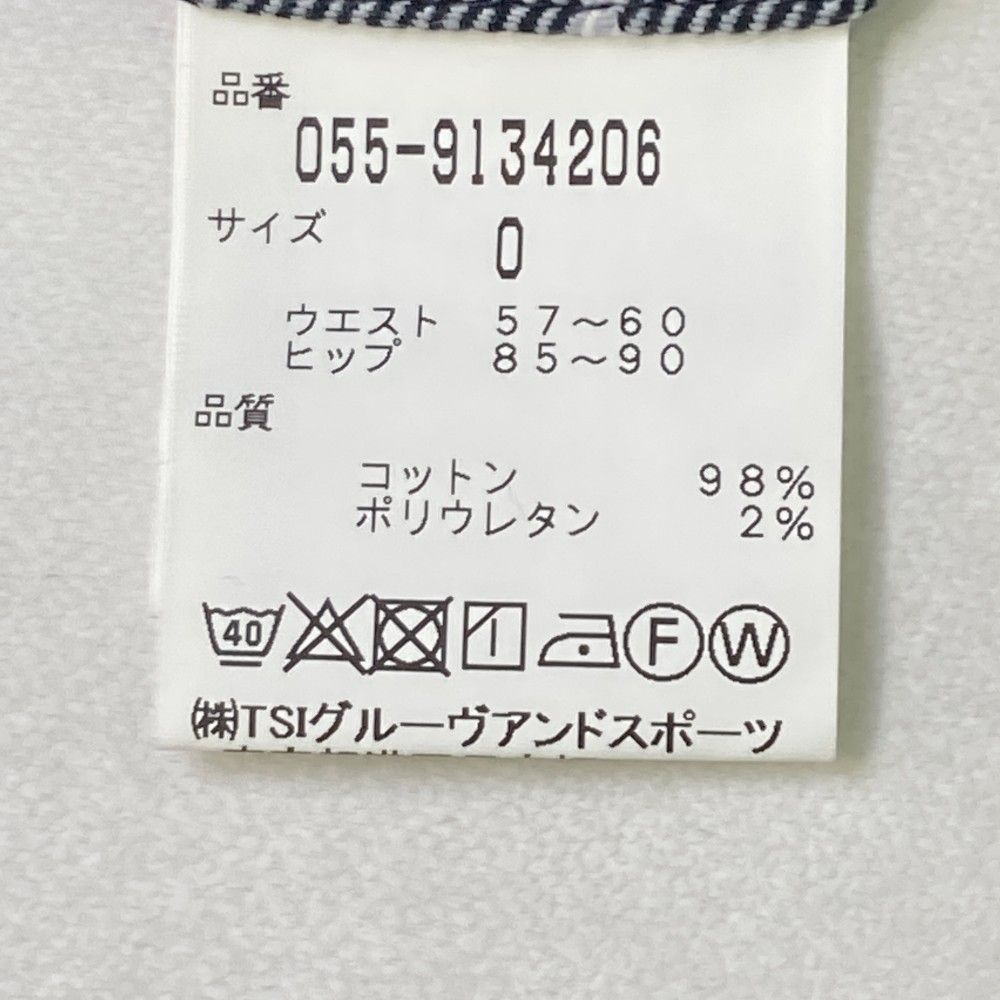 品番
055-9134206
サイズ
0
ウエスト 57～60
ヒップ 85～90
品質
コットン 98%
ポリウレタン 2%
40 F W
㈱TSIグルーヴアンドスポーツ